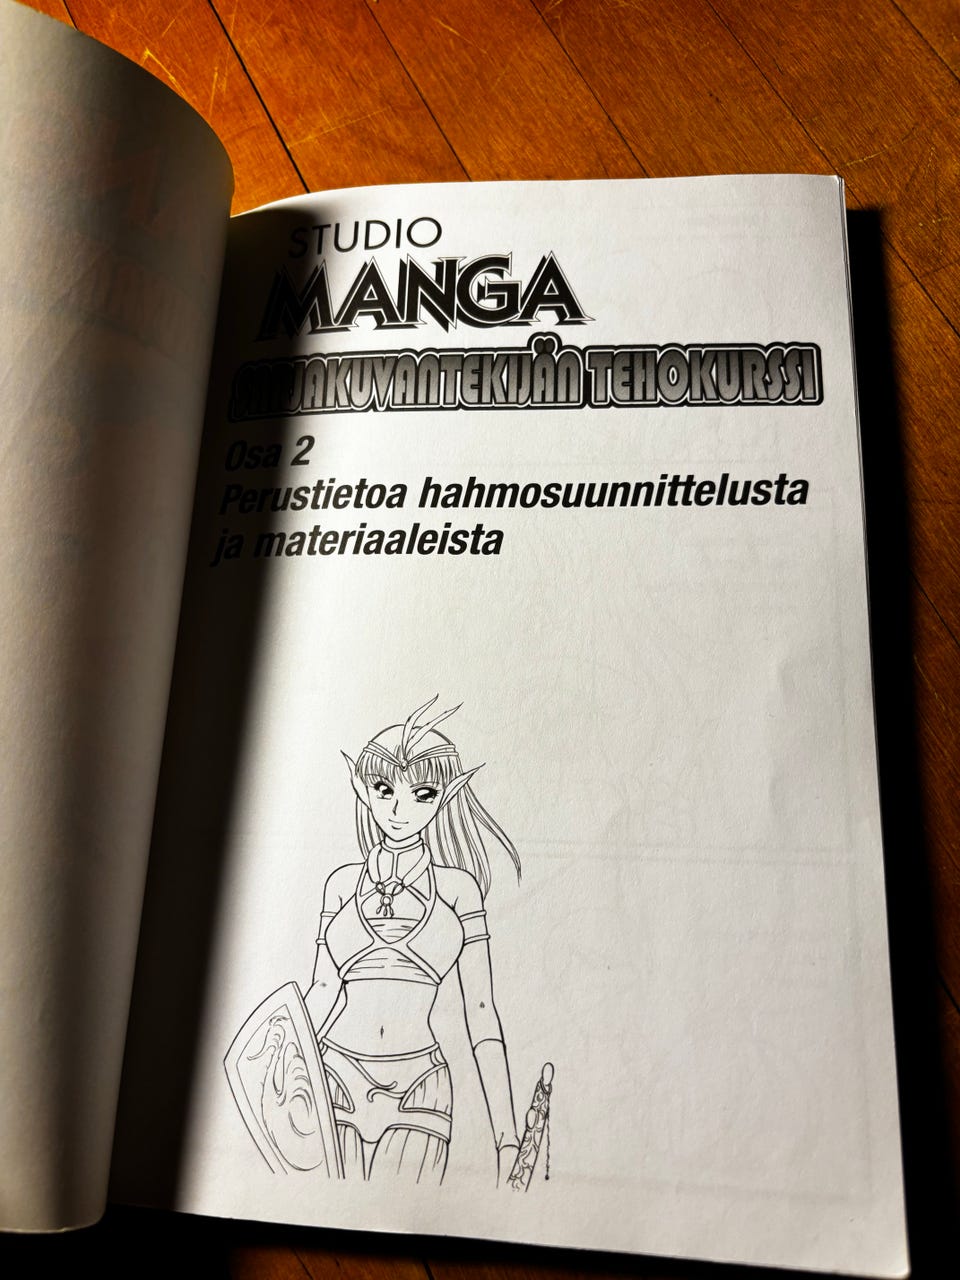 STUDIO
MANGA
SARJAKUVANTEKIJÄN TEHOKURSSI
Osa 2
Perustietoa hahmosuunnittelusta
ja materiaaleista